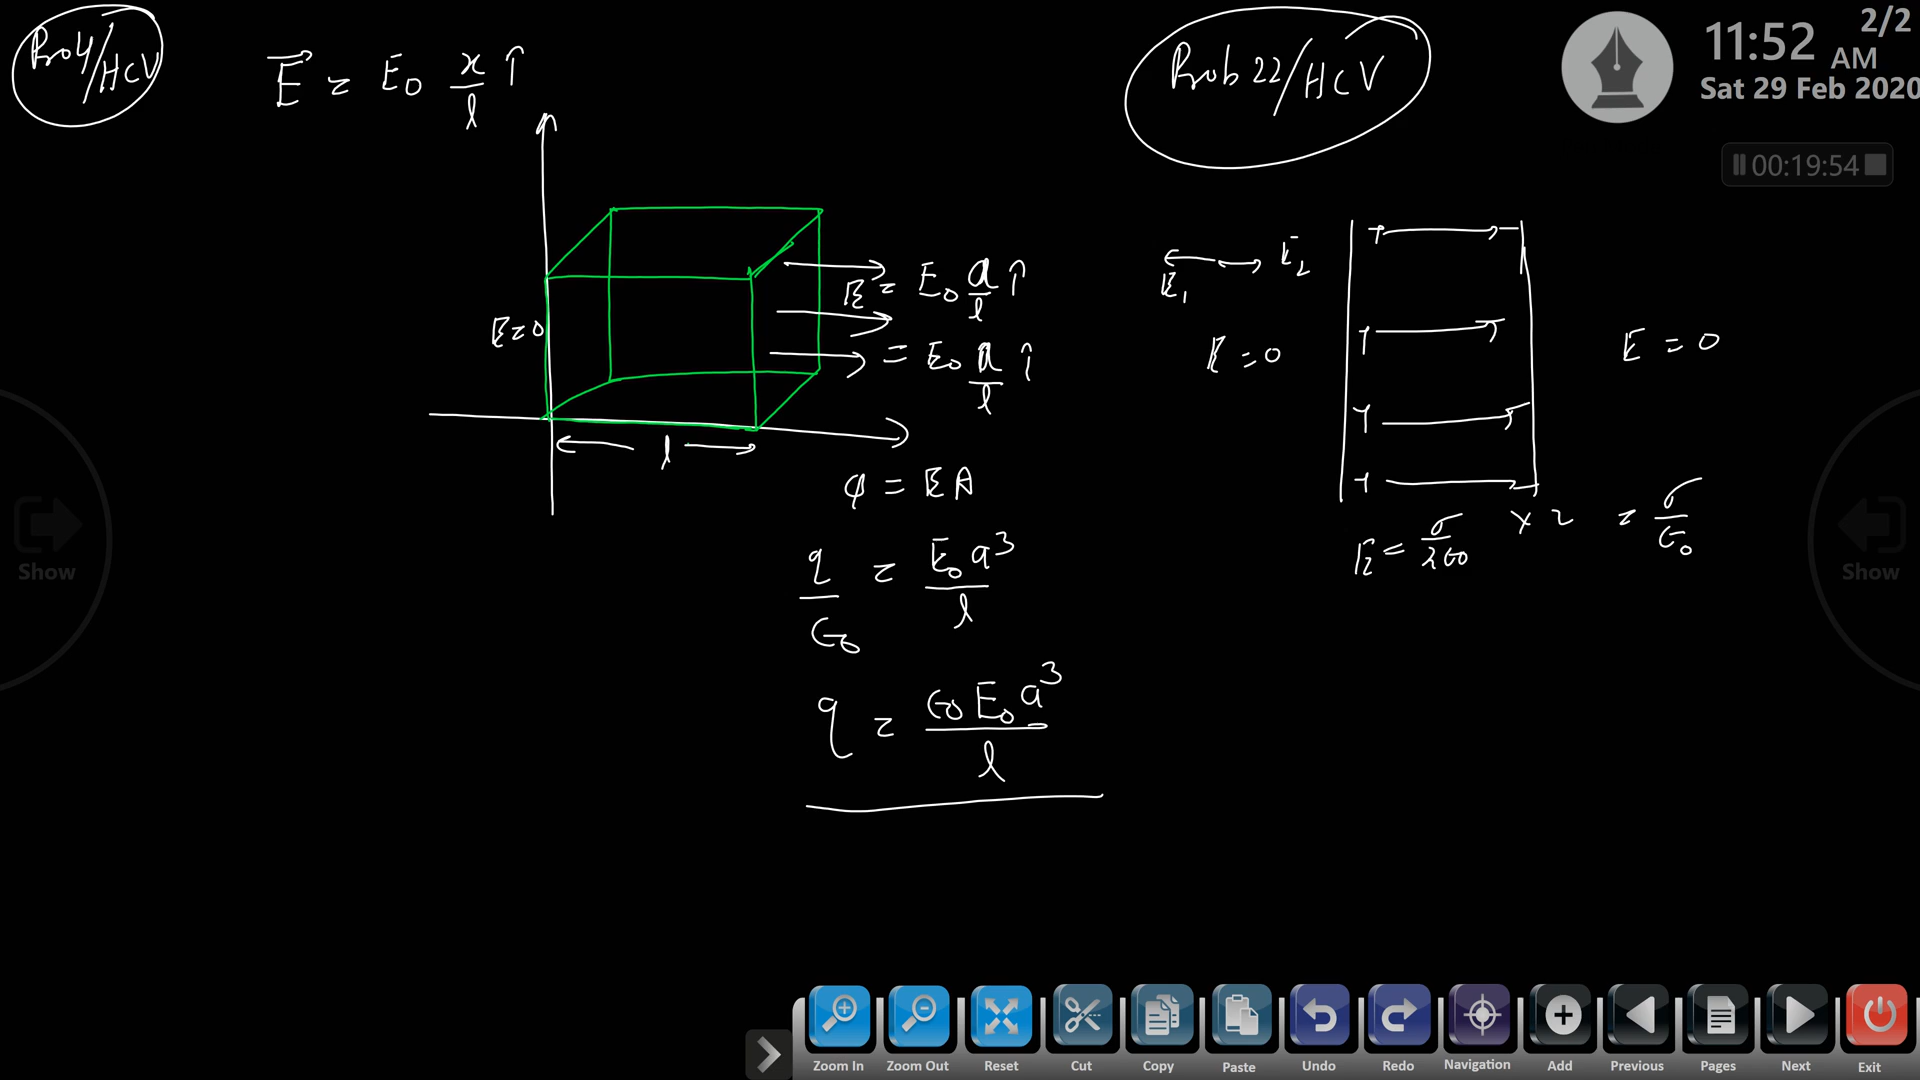 Pro 4/HCV
E⃗ = E₀ x/l î
E=0
E = E₀ a/l î
= E₀ a/l î
l
φ = EA
q/ε₀ = E₀a³/l
q = ε₀E₀a³/l
Prob 22/HCV
E₁ E₂
E = 0
E = 0
E = σ/2ε₀ × 2 = σ/ε₀
2/2
11:52 AM
Sat 29 Feb 2020
00:19:54
Show
Show
Zoom In Zoom Out Reset Cut Copy Paste Undo Redo Navigation Add Previous Pages Next Exit